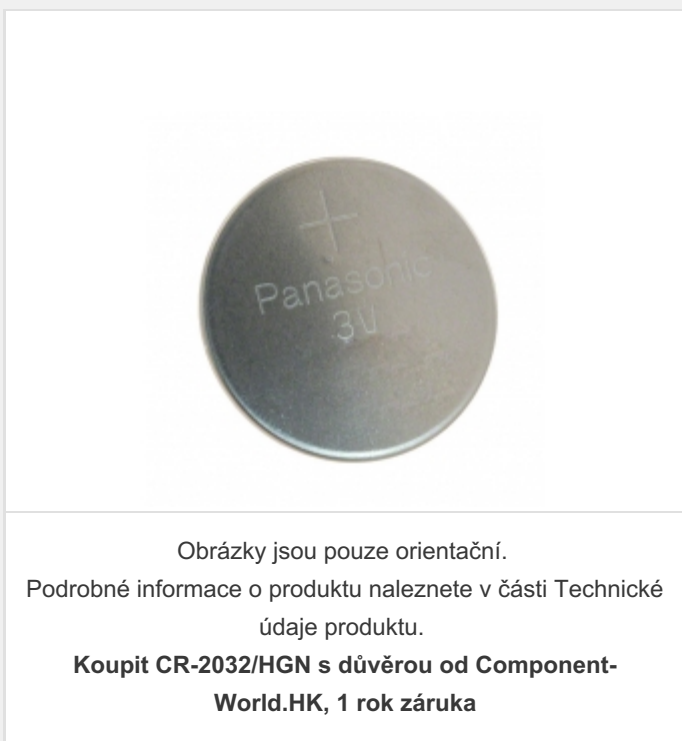 +
Panasonic
3V
Obrázky jsou pouze orientační.
Podrobné informace o produktu naleznete v části Technické
údaje produktu.
Koupit CR-2032/HGN s důvěrou od Component-
World.HK, 1 rok záruka